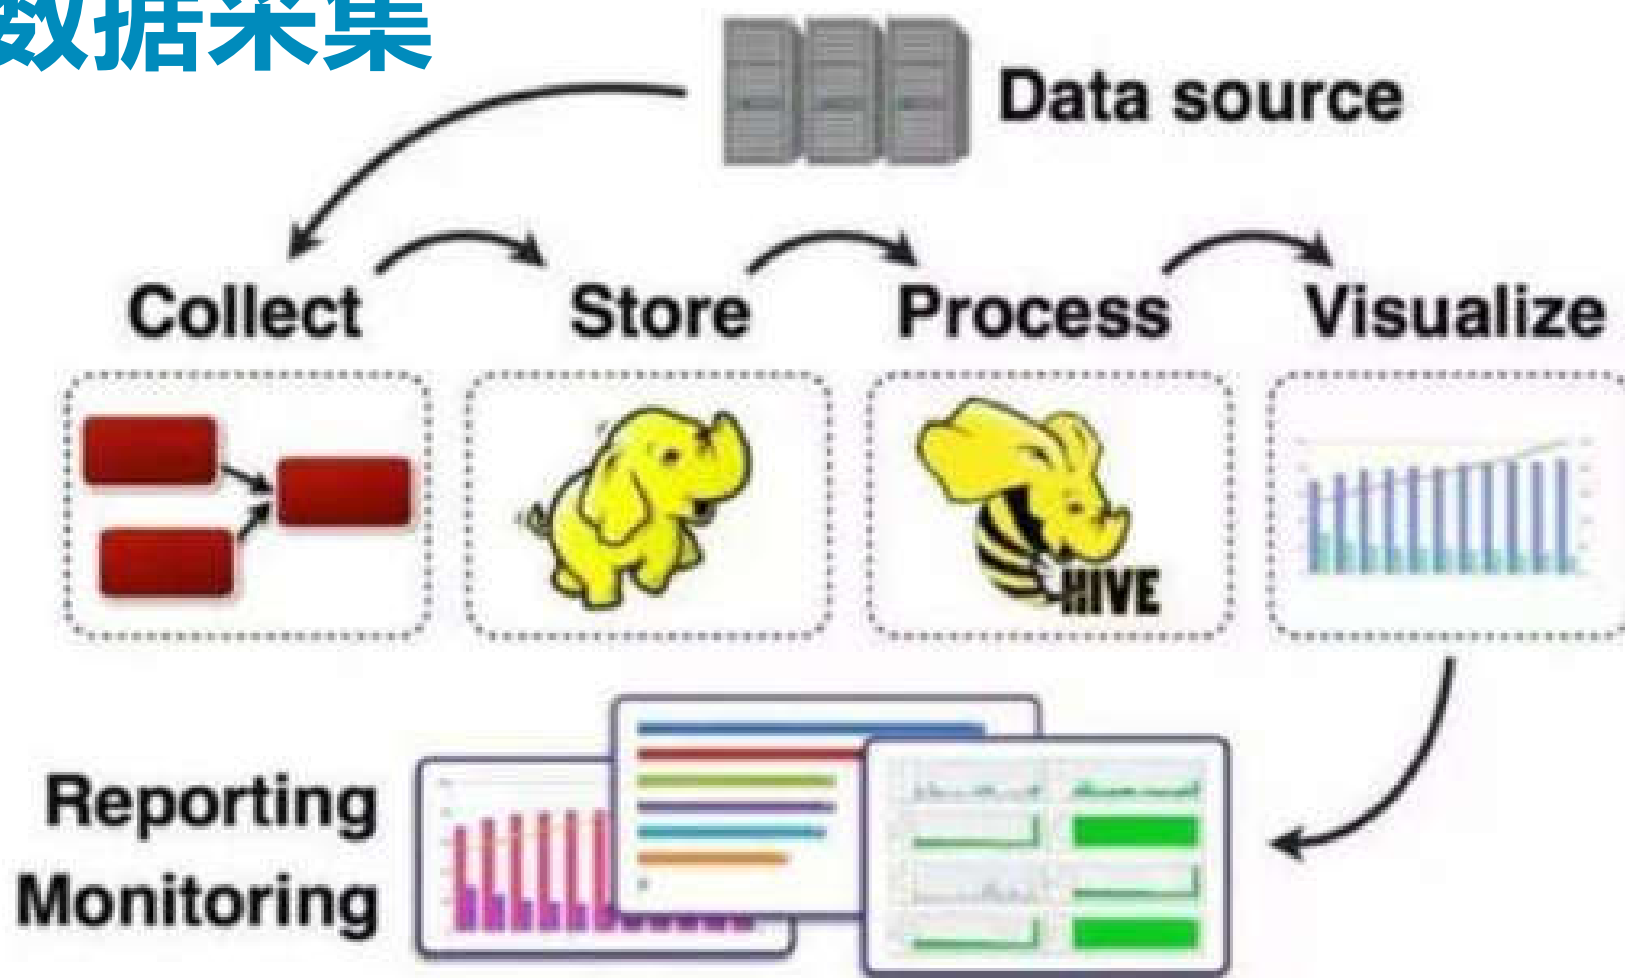 数据采集
Data source
Collect
Store
Process
Visualize
HIVE
Reporting
Monitoring